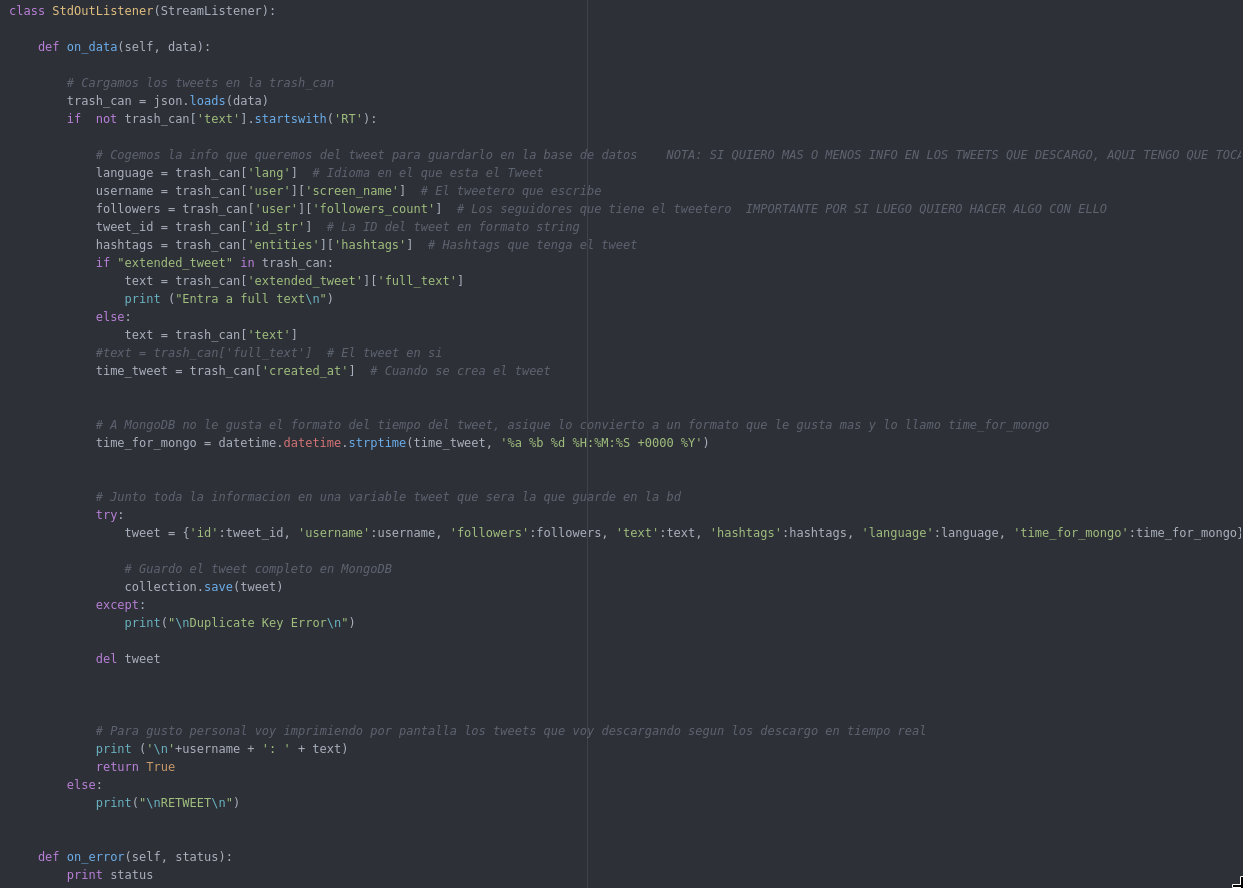 class StdOutListener(StreamListener):
def on_data(self, data):
# Cargamos los tweets en la trash_can
trash_can = json.loads(data)
if  not trash_can['text'].startswith('RT'):
# Cogemos la info que queremos del tweet para guardarlo en la base de datos    NOTA: SI QUIERO MAS O MENOS INFO EN LOS TWEETS QUE DESCARGO, AQUI TENGO QUE
language = trash_can['lang']  # Idioma en el que esta el Tweet
username = trash_can['user']['screen_name']  # El tweetero que escribe
followers = trash_can['user']['followers_count']  # Los seguidores que tiene el tweetero  IMPORTANTE POR SI LUEGO QUIERO HACER ALGO CON ELLO
tweet_id = trash_can['id_str']  # La ID del tweet en formato string
hashtags = trash_can['entities']['hashtags']  # Hashtags que tenga el tweet
if "extended_tweet" in trash_can:
text = trash_can['extended_tweet']['full_text']
print ("Entra a full text\n")
else:
text = trash_can['text']
#text = trash_can['full_text']  # El tweet en si
time_tweet = trash_can['created_at']  # Cuando se crea el tweet
# A MongoDB no le gusta el formato del tiempo del tweet, asique lo convierto a un formato que le gusta mas y lo llamo time_for_mongo
time_for_mongo = datetime.datetime.strptime(time_tweet, '%a %b %d %H:%M:%S +0000 %Y')
# Junto toda la informacion en una variable tweet que sera la que guarde en la bd
try:
tweet = {'id':tweet_id, 'username':username, 'followers':followers, 'text':text, 'hashtags':hashtags, 'language':language, 'time_for_mongo':time_for_mongo}
# Guardo el tweet completo en MongoDB
collection.save(tweet)
except:
print("\nDuplicate Key Error\n")
del tweet
# Para gusto personal voy imprimiendo por pantalla los tweets que voy descargando segun los descargo en tiempo real
print ('\n'+username + ': ' + text)
return True
else:
print("\nRETWEET\n")
def on_error(self, status):
print status